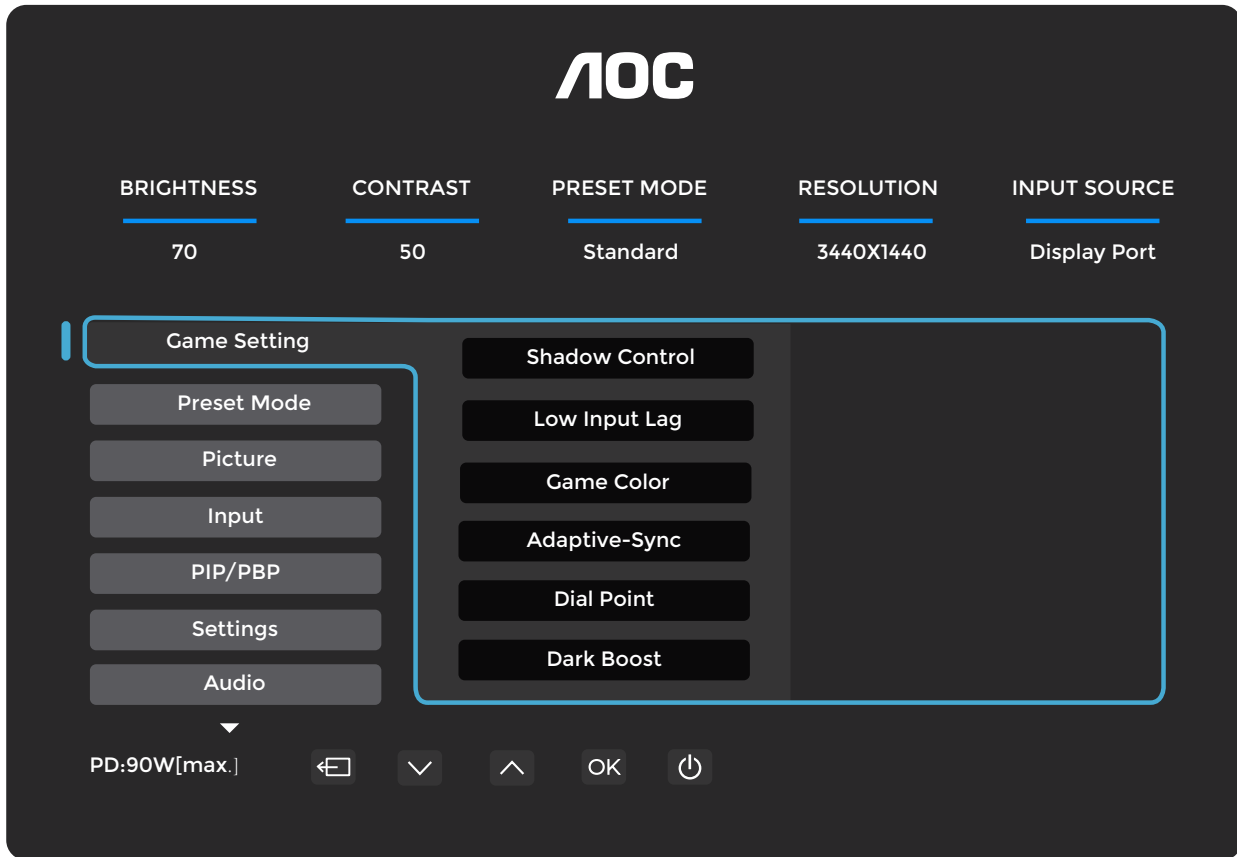 AOC
BRIGHTNESS CONTRAST PRESET MODE RESOLUTION INPUT SOURCE
70 50 Standard 3440X1440 Display Port
Game Setting
Preset Mode
Picture
Input
PIP/PBP
Settings
Audio
Shadow Control
Low Input Lag
Game Color
Adaptive-Sync
Dial Point
Dark Boost
PD:90W[max.]
OK